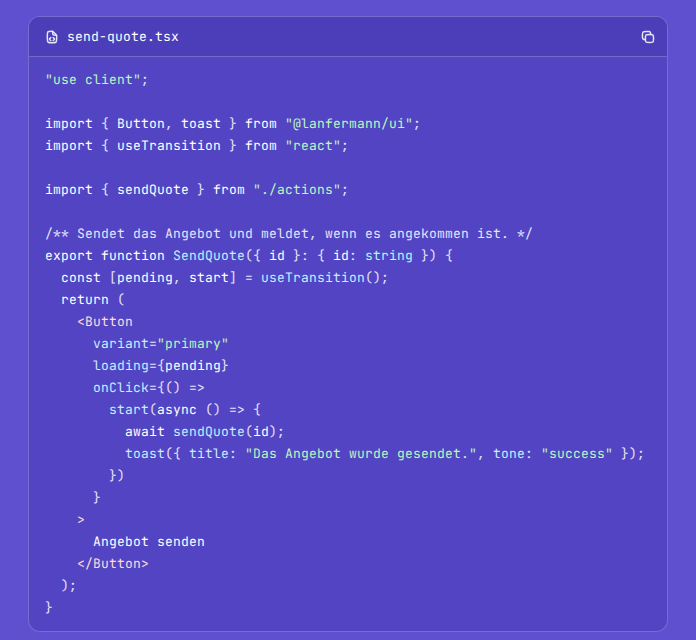 send-quote.tsx
"use client";
import { Button, toast } from "@lanfermann/ui";
import { useTransition } from "react";
import { sendQuote } from "./actions";
/** Sendet das Angebot und meldet, wenn es angekommen ist. */
export function SendQuote({ id }: { id: string }) {
  const [pending, start] = useTransition();
  return (
    <Button
      variant="primary"
      loading={pending}
      onClick={() =>
        start(async () => {
          await sendQuote(id);
          toast({ title: "Das Angebot wurde gesendet.", tone: "success" });
        })
      }
    >
      Angebot senden
    </Button>
  );
}